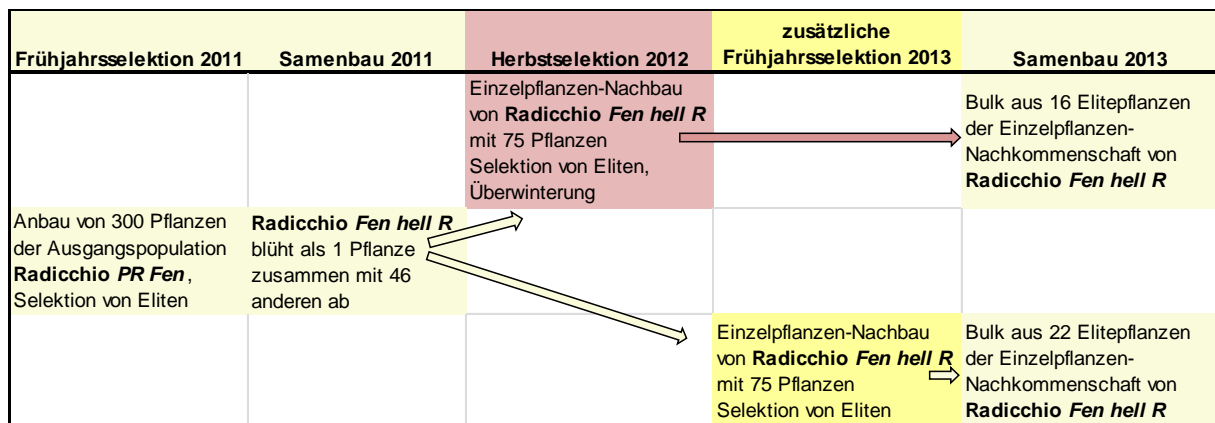 Frühjahrsselektion 2011
Samenbau 2011
Herbstselektion 2012
zusätzliche
Frühjahrsselektion 2013
Samenbau 2013
Einzelpflanzen-Nachbau
von Radicchio Fen hell R
mit 75 Pflanzen
Selektion von Eliten,
Überwinterung
Bulk aus 16 Elitepflanzen
der Einzelpflanzen-
Nachkommenschaft von
Radicchio Fen hell R
Anbau von 300 Pflanzen
der Ausgangspopulation
Radicchio PR Fen,
Selektion von Eliten
Radicchio Fen hell R
blüht als 1 Pflanze
zusammen mit 46
anderen ab
Einzelpflanzen-Nachbau
von Radicchio Fen hell R
mit 75 Pflanzen
Selektion von Eliten
Bulk aus 22 Elitepflanzen
der Einzelpflanzen-
Nachkommenschaft von
Radicchio Fen hell R